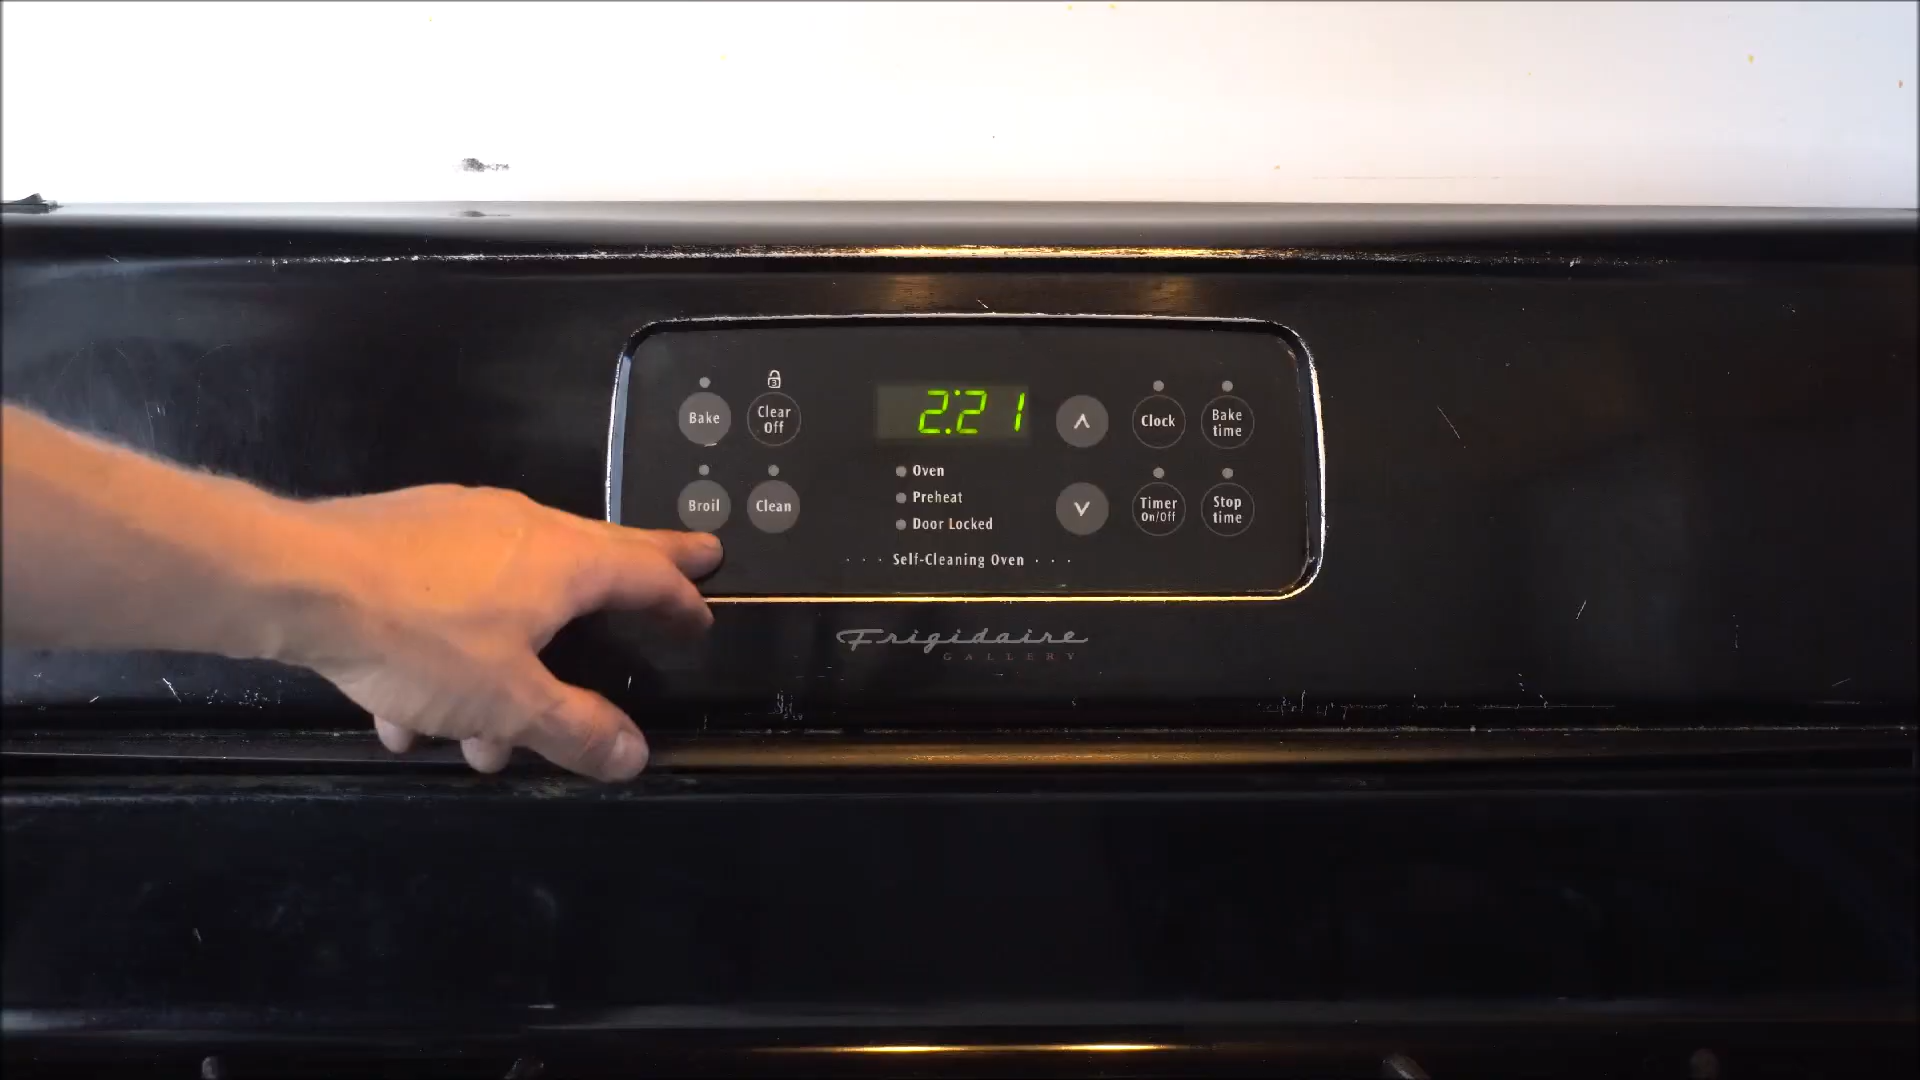 Bake
Clear
Off
2:21
Clock
Bake
time
Oven
Preheat
Door Locked
Broil
Clean
Timer
On/Off
Stop
time
Self-Cleaning Oven
Frigidaire
GALLERY